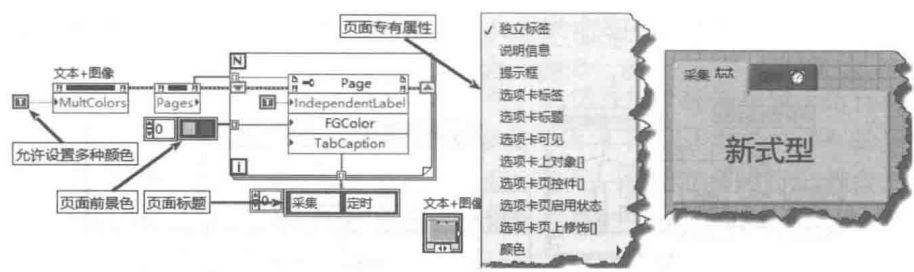 页面专有属性
N
文本+图像
MultColors
Pages
Page
IndependentLabel
FGColor
TabCaption
T
T
0
i
允许设置多种颜色
页面前景色
页面标题
0
采集
定时
文本+图像
✓ 独立标签
说明信息
提示框
选项卡标签
选项卡标题
选项卡可见
选项卡上对象[]
选项卡页控件[]
选项卡页启用状态
选项卡页上修饰[]
颜色
采集
新式型